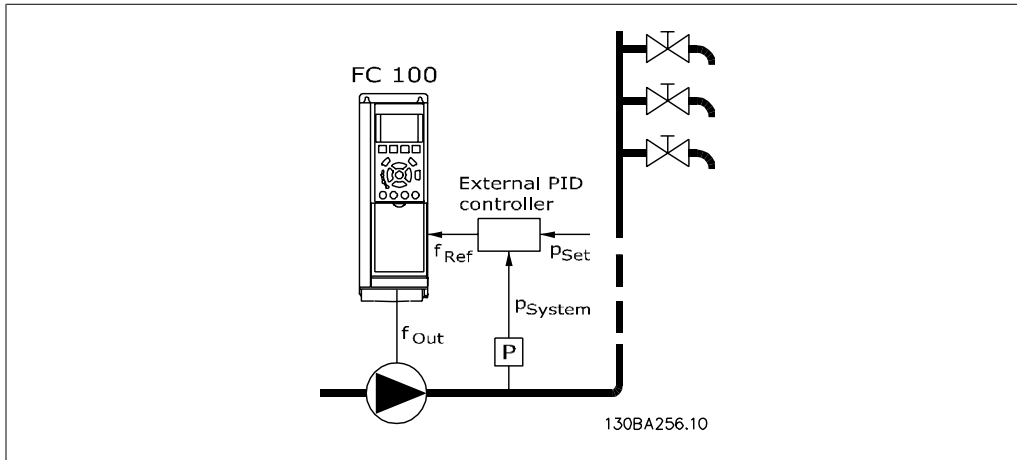 FC 100
External PID
controller
fRef
pSet
pSystem
fOut
P
130BA256.10